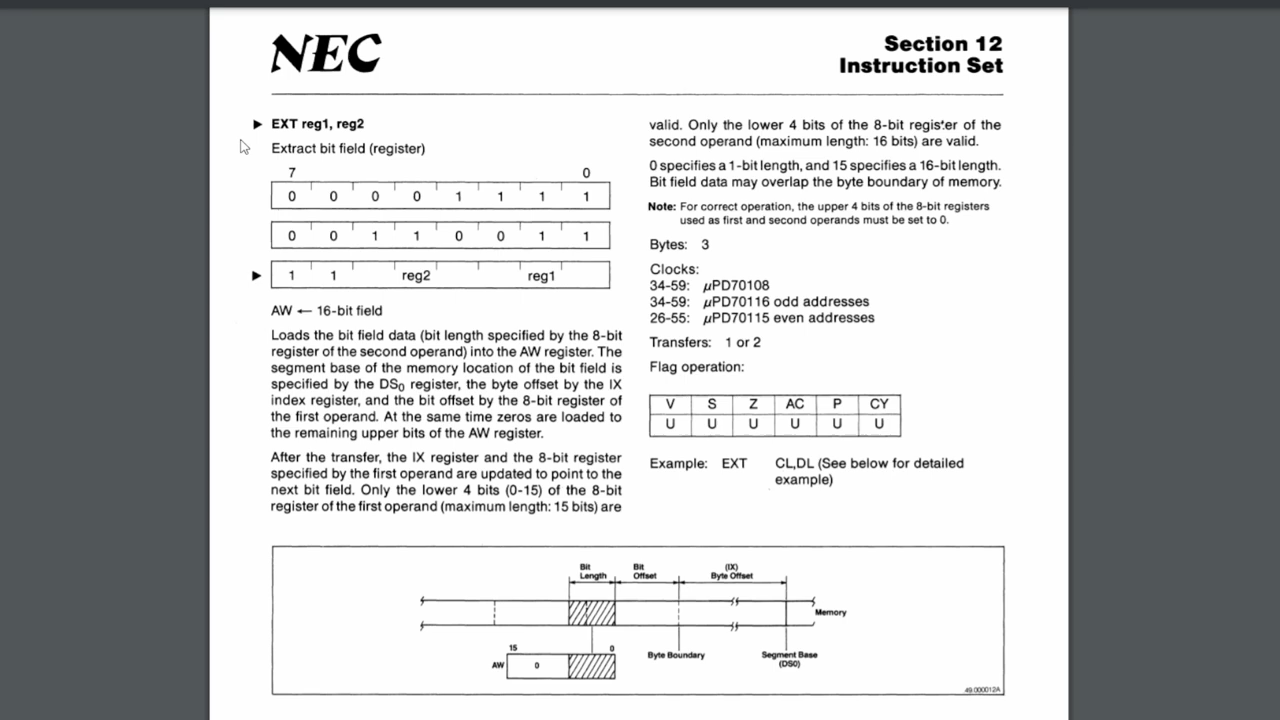 NEC
Section 12
Instruction Set
► EXT reg1, reg2
Extract bit field (register)
7 0
0 0 0 0 1 1 1 1
0 0 1 1 0 0 1 1
► 1 1 reg2 reg1
AW ← 16-bit field
Loads the bit field data (bit length specified by the 8-bit
register of the second operand) into the AW register. The
segment base of the memory location of the bit field is
specified by the DS0 register, the byte offset by the IX
index register, and the bit offset by the 8-bit register of
the first operand. At the same time zeros are loaded to
the remaining upper bits of the AW register.
After the transfer, the IX register and the 8-bit register
specified by the first operand are updated to point to the
next bit field. Only the lower 4 bits (0-15) of the 8-bit
register of the first operand (maximum length: 15 bits) are
valid. Only the lower 4 bits of the 8-bit register of the
second operand (maximum length: 16 bits) are valid.
0 specifies a 1-bit length, and 15 specifies a 16-bit length.
Bit field data may overlap the byte boundary of memory.
Note: For correct operation, the upper 4 bits of the 8-bit registers
used as first and second operands must be set to 0.
Bytes: 3
Clocks:
34-59: µPD70108
34-59: µPD70116 odd addresses
26-55: µPD70115 even addresses
Transfers: 1 or 2
Flag operation:
V S Z AC P CY
U U U U U U
Example: EXT CL,DL (See below for detailed
example)
Bit Bit (IX)
Length Offset Byte Offset
Memory
15 0
Byte Boundary Segment Base
AW 0 (DS0)
49-000012A